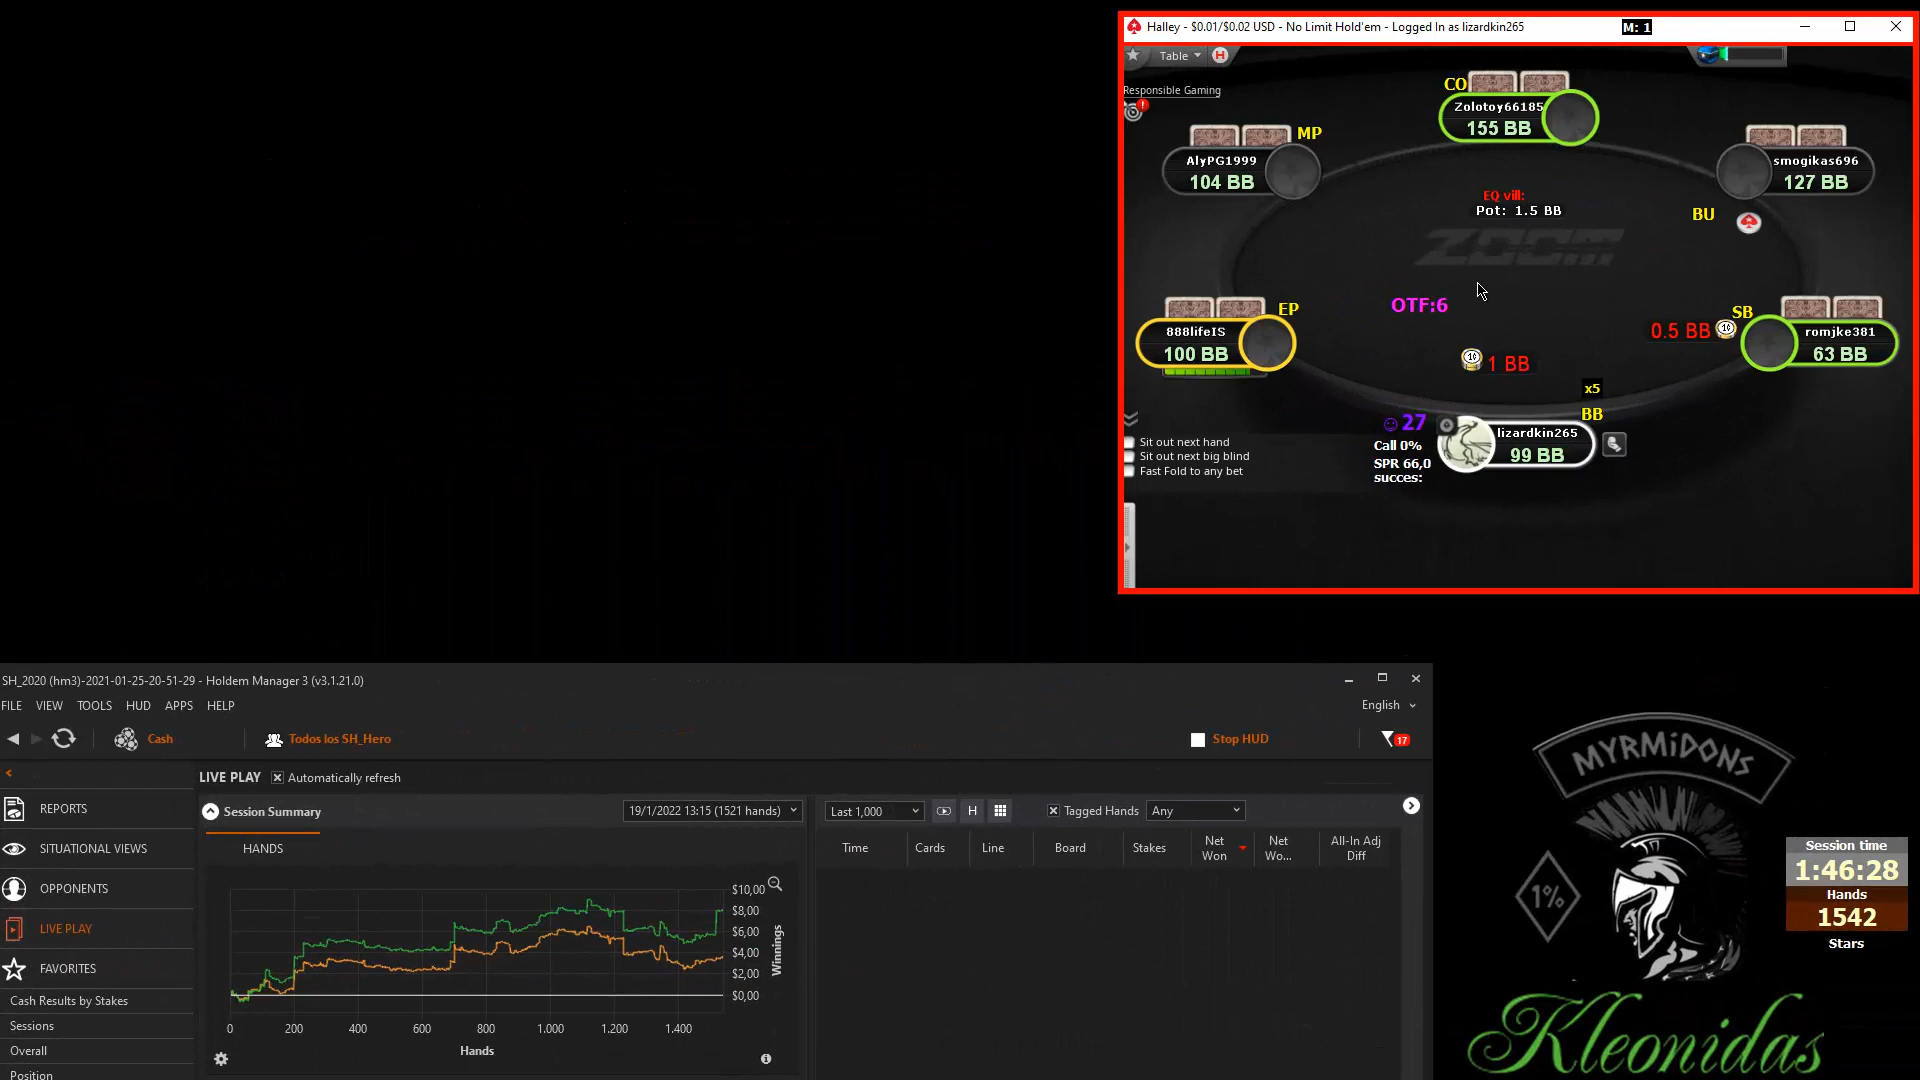 Halley - $0.01/$0.02 USD - No Limit Hold'em - Logged In as lizardkin265
M: 1
Table
H
Responsible Gaming
CO
Zolotoy66185
155 BB
MP
AlyPG1999
104 BB
smogikas696
127 BB
EQ vill:
Pot: 1.5 BB
BU
ZOOM
EP
888lifeIS
100 BB
OTF:6
SB
0.5 BB
romjke381
63 BB
1 BB
x5
BB
27
Call 0%
SPR 66,0
succes:
lizardkin265
99 BB
Sit out next hand
Sit out next big blind
Fast Fold to any bet
SH_2020 (hm3)-2021-01-25-20-51-29 - Holdem Manager 3 (v3.1.21.0)
FILE VIEW TOOLS HUD APPS HELP
English
Cash
Todos los SH_Hero
Stop HUD
17
LIVE PLAY
Automatically refresh
REPORTS
SITUATIONAL VIEWS
OPPONENTS
LIVE PLAY
FAVORITES
Cash Results by Stakes
Sessions
Overall
Position
Session Summary
19/1/2022 13:15 (1521 hands)
HANDS
$10,00
$8,00
$6,00
$4,00
$2,00
$0,00
Winnings
0 200 400 600 800 1.000 1.200 1.400
Hands
Last 1,000
H
Tagged Hands
Any
Time Cards Line Board Stakes Net Won Net Wo... All-In Adj Diff
MYRMiDONS
1%
Session time
1:46:28
Hands
1542
Stars
Kleonidas